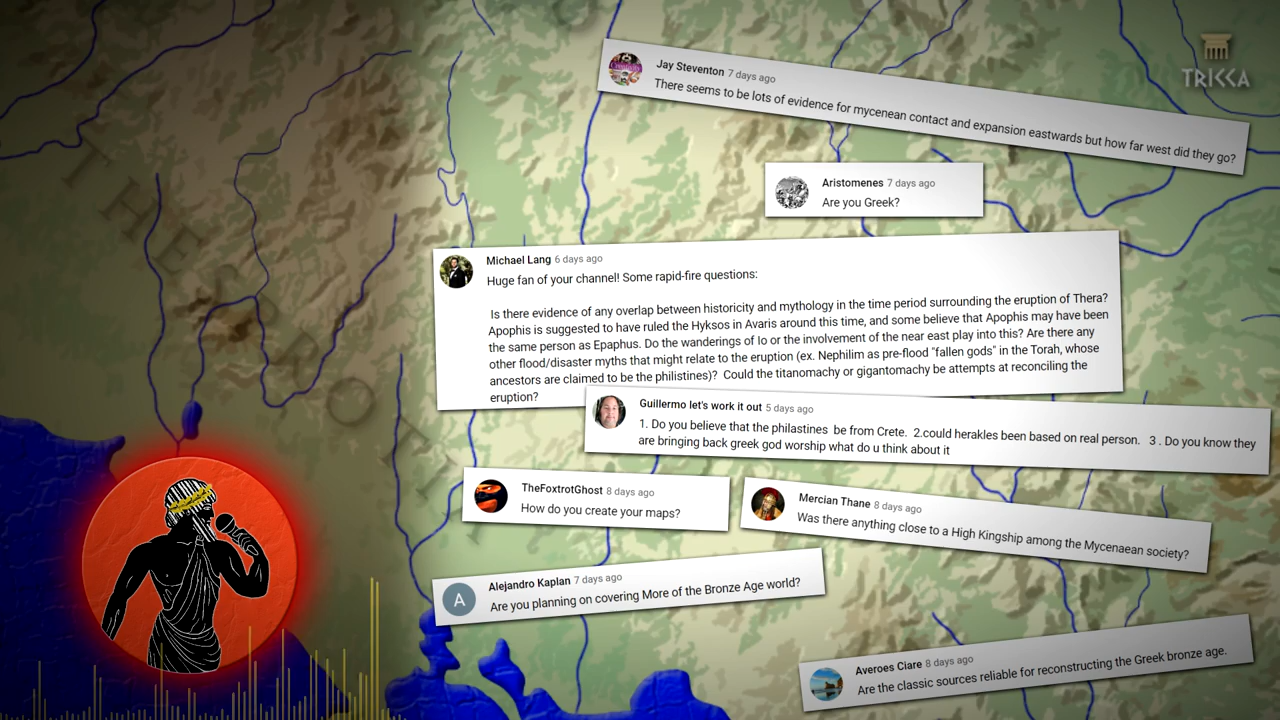 TRICCA
Jay Steventon 7 days ago
There seems to be lots of evidence for mycenean contact and expansion eastwards but how far west did they go?
Aristomenes 7 days ago
Are you Greek?
Michael Lang 6 days ago
Huge fan of your channel! Some rapid-fire questions:
Is there evidence of any overlap between historicity and mythology in the time period surrounding the eruption of Thera?
Apophis is suggested to have ruled the Hyksos in Avaris around this time, and some believe that Apophis may have been
the same person as Epaphus. Do the wanderings of Io or the involvement of the near east play into this? Are there any
other flood/disaster myths that might relate to the eruption (ex. Nephilim as pre-flood "fallen gods" in the Torah, whose
ancestors are claimed to be the philistines)? Could the titanomachy or gigantomachy be attempts at reconciling the
eruption?
Guillermo let's work it out 5 days ago
1. Do you believe that the philastines be from Crete. 2.could herakles been based on real person. 3 . Do you know they
are bringing back greek god worship what do u think about it
TheFoxtrotGhost 8 days ago
How do you create your maps?
Mercian Thane 8 days ago
Was there anything close to a High Kingship among the Mycenaean society?
A
Alejandro Kaplan 7 days ago
Are you planning on covering More of the Bronze Age world?
Averoes Ciare 8 days ago
Are the classic sources reliable for reconstructing the Greek bronze age.